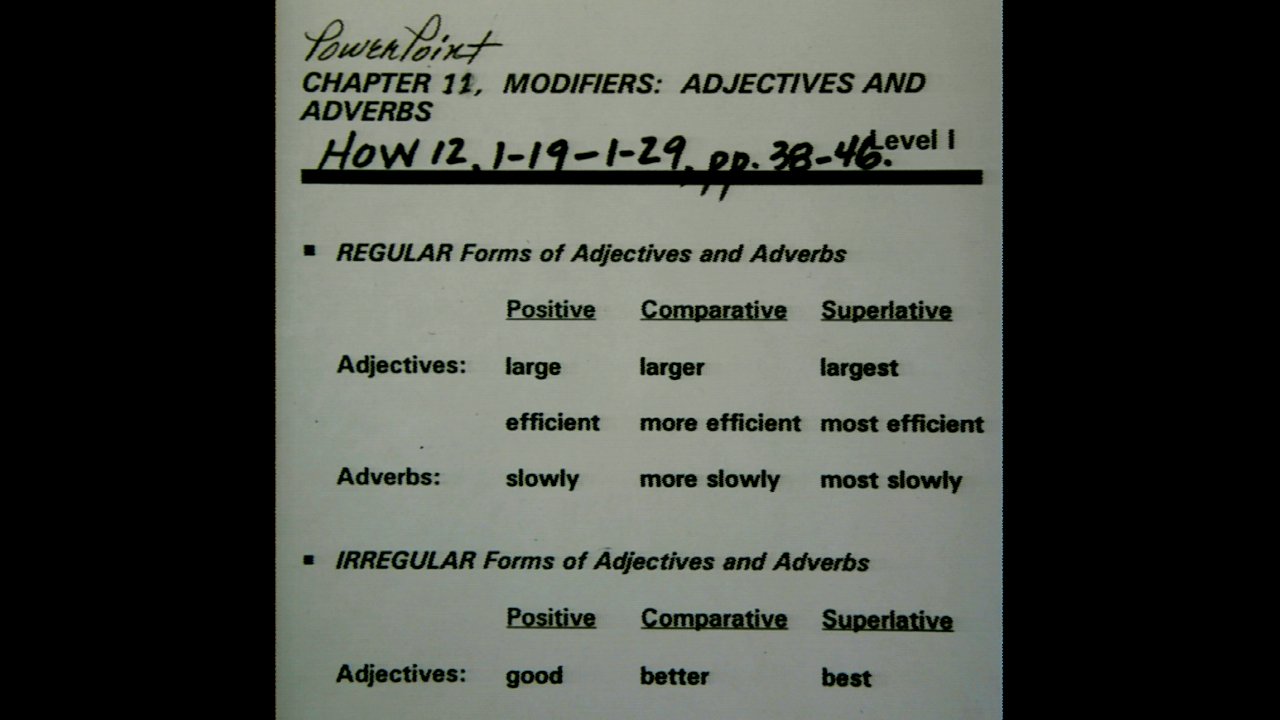 PowerPoint
CHAPTER 11, MODIFIERS: ADJECTIVES AND
ADVERBS
Level I
HOW 12, 1-19-1-29, pp. 38-46.
■ REGULAR Forms of Adjectives and Adverbs
Positive Comparative Superlative
Adjectives: large larger largest
efficient more efficient most efficient
Adverbs: slowly more slowly most slowly
■ IRREGULAR Forms of Adjectives and Adverbs
Positive Comparative Superlative
Adjectives: good better best